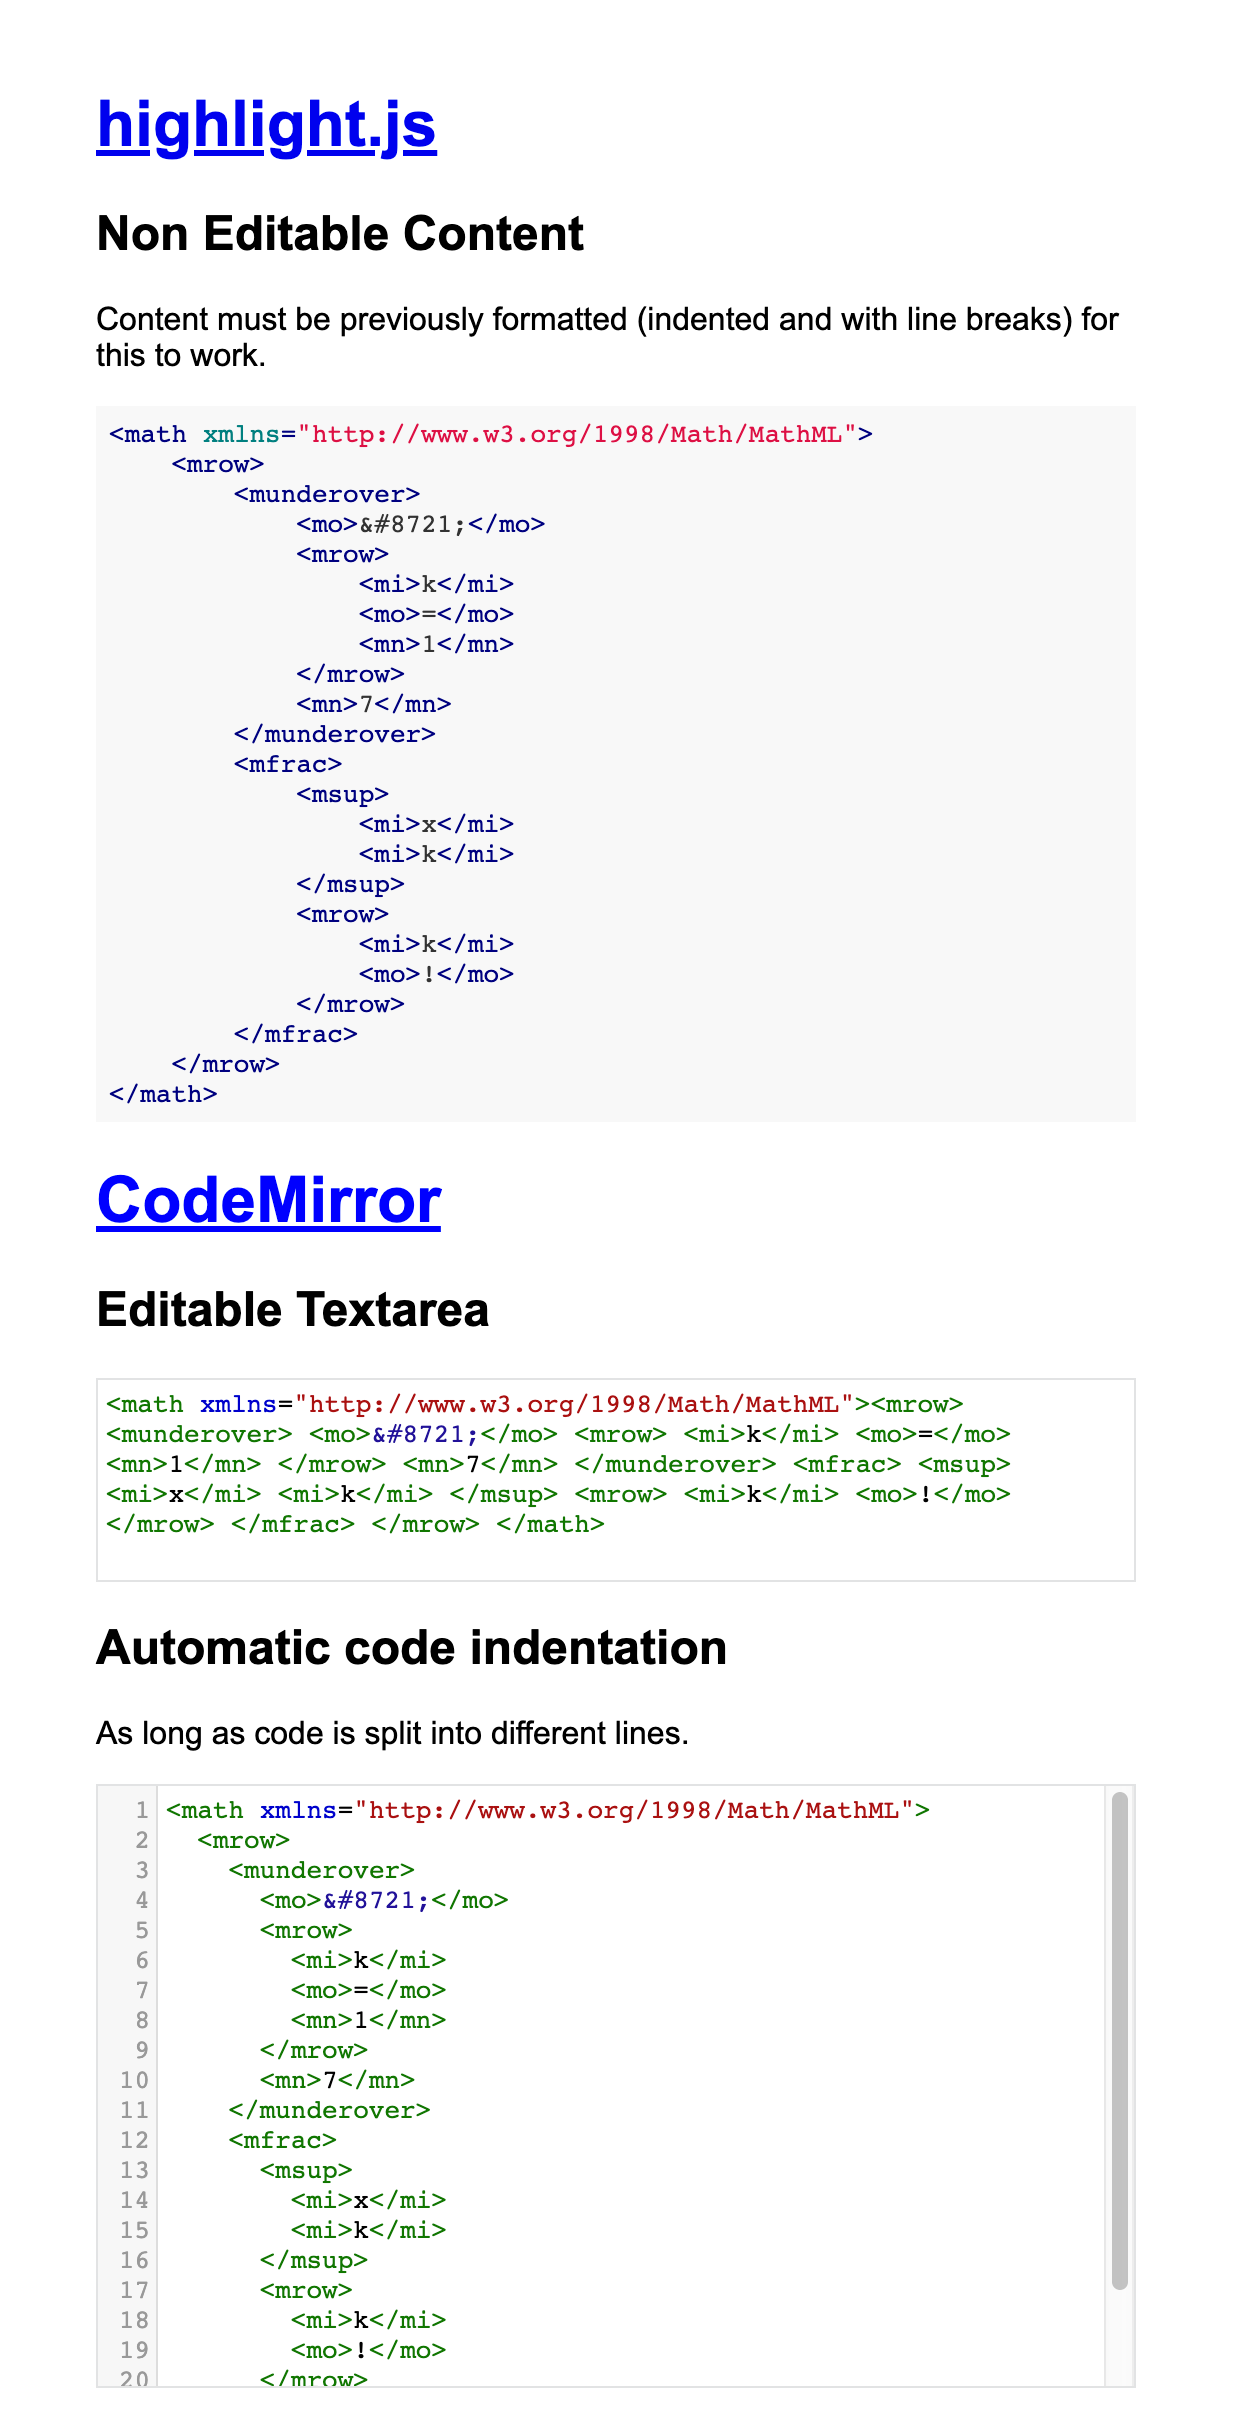 highlight.js
Non Editable Content
Content must be previously formatted (indented and with line breaks) for
this to work.
<math xmlns="http://www.w3.org/1998/Math/MathML">
    <mrow>
        <munderover>
            <mo>&#8721;</mo>
            <mrow>
                <mi>k</mi>
                <mo>=</mo>
                <mn>1</mn>
            </mrow>
            <mn>7</mn>
        </munderover>
        <mfrac>
            <msup>
                <mi>x</mi>
                <mi>k</mi>
            </msup>
            <mrow>
                <mi>k</mi>
                <mo>!</mo>
            </mrow>
        </mfrac>
    </mrow>
</math>
CodeMirror
Editable Textarea
<math xmlns="http://www.w3.org/1998/Math/MathML"><mrow>
<munderover> <mo>&#8721;</mo> <mrow> <mi>k</mi> <mo>=</mo>
<mn>1</mn> </mrow> <mn>7</mn> </munderover> <mfrac> <msup>
<mi>x</mi> <mi>k</mi> </msup> <mrow> <mi>k</mi> <mo>!</mo>
</mrow> </mfrac> </mrow> </math>
Automatic code indentation
As long as code is split into different lines.
1 <math xmlns="http://www.w3.org/1998/Math/MathML">
2   <mrow>
3     <munderover>
4       <mo>&#8721;</mo>
5       <mrow>
6         <mi>k</mi>
7         <mo>=</mo>
8         <mn>1</mn>
9       </mrow>
10       <mn>7</mn>
11     </munderover>
12     <mfrac>
13       <msup>
14         <mi>x</mi>
15         <mi>k</mi>
16       </msup>
17       <mrow>
18         <mi>k</mi>
19         <mo>!</mo>
20       </mrow>